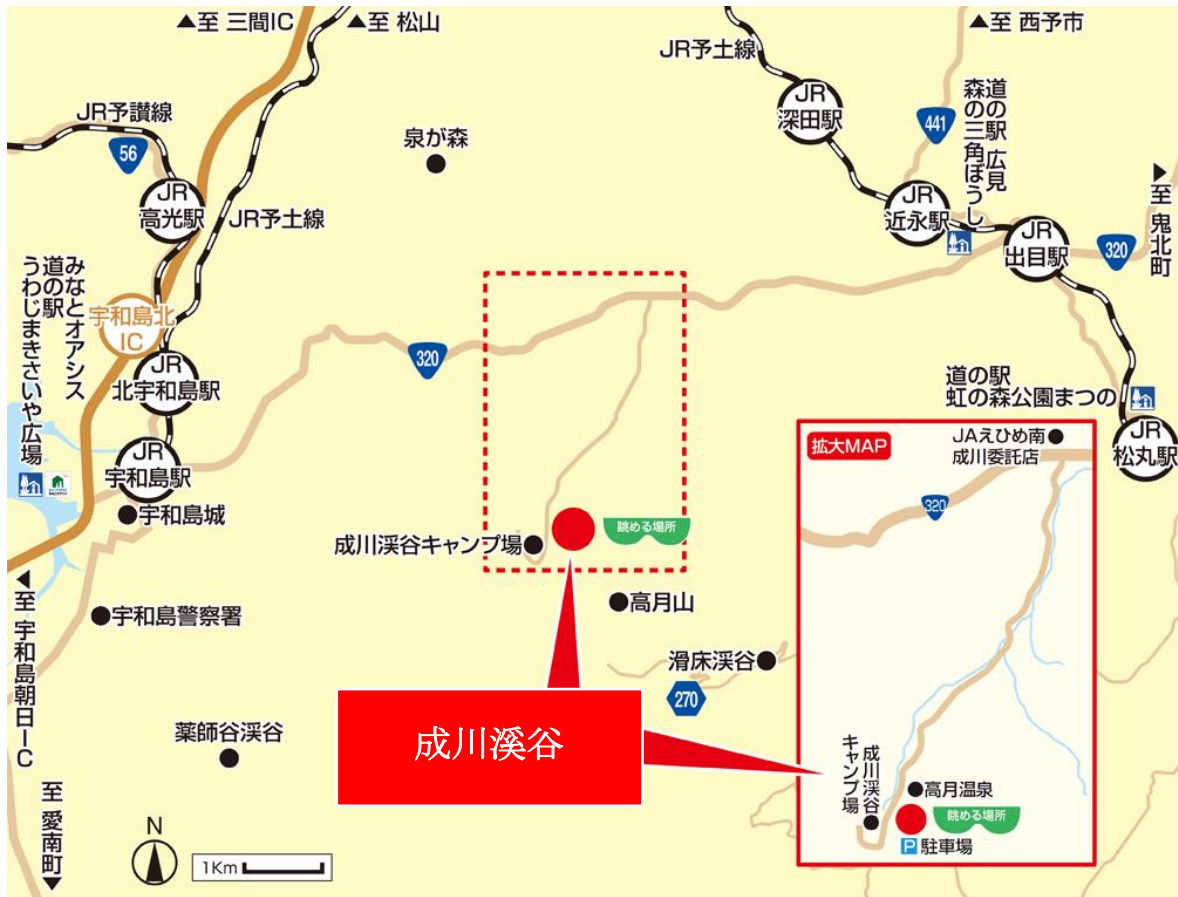 ▲至 三間IC
▲至 松山
▲至 西予市
JR予土線
JR
深田駅
441
道の駅 広見
森の三角ぼうし
JR予讃線
56
泉が森
JR
高光駅
JR予土線
JR
近永駅
▶至 鬼北町
JR
出目駅
320
みなとオアシス
道の駅
うわじまきさいや広場
宇和島北
IC
320
JR
北宇和島駅
道の駅
虹の森公園まつの
JR
松丸駅
JR
宇和島駅
宇和島城
成川渓谷キャンプ場
眺める場所
高月山
◀至 宇和島朝日IC
宇和島警察署
滑床渓谷
270
薬師谷渓谷
成川溪谷
至 愛南町▼
N
1Km
拡大MAP
JAえひめ南
成川委託店
320
成川渓谷
キャンプ場
高月温泉
眺める場所
P 駐車場